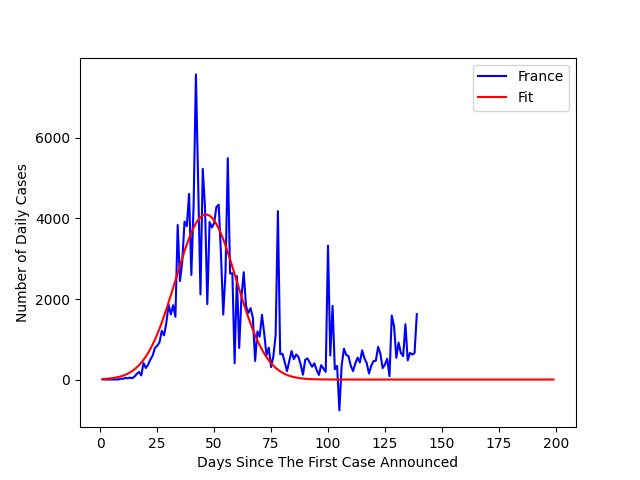 France
Fit
Number of Daily Cases
6000
4000
2000
0
0 25 50 75 100 125 150 175 200
Days Since The First Case Announced